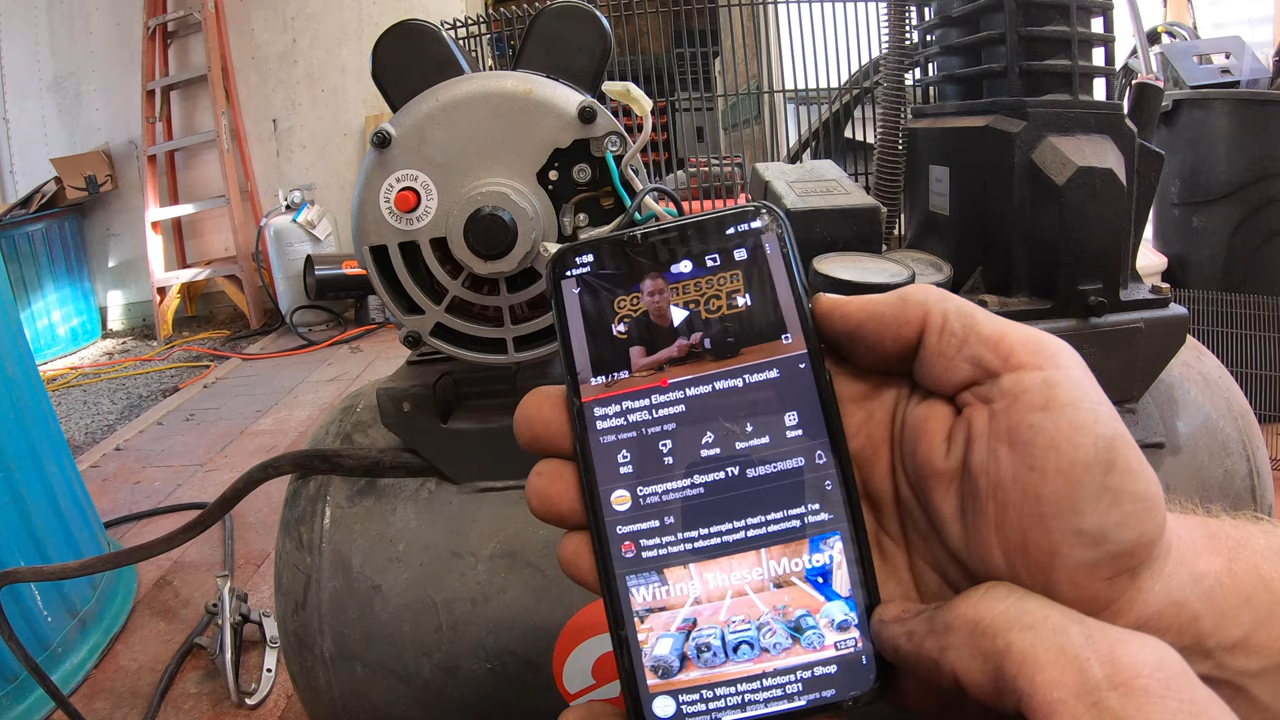 AFTER MOTOR COOLS
PRESS TO RESET
1:58
LTE
Safari
CC
COMPRESSOR
2:51 / 7:52
Single Phase Electric Motor Wiring Tutorial:
Baldor, WEG, Leeson
128K views · 1 year ago
862
73
Share
Download
Save
Compressor-Source TV
1.49K subscribers
SUBSCRIBED
Comments 54
Thank you. It may be simple but that's what I need. I've
tried so hard to educate myself about electricity. I finally...
Wiring These Motors
12:50
How To Wire Most Motors For Shop
Tools and DIY Projects: 031
Jeremy Fielding · 899K views · 3 years ago